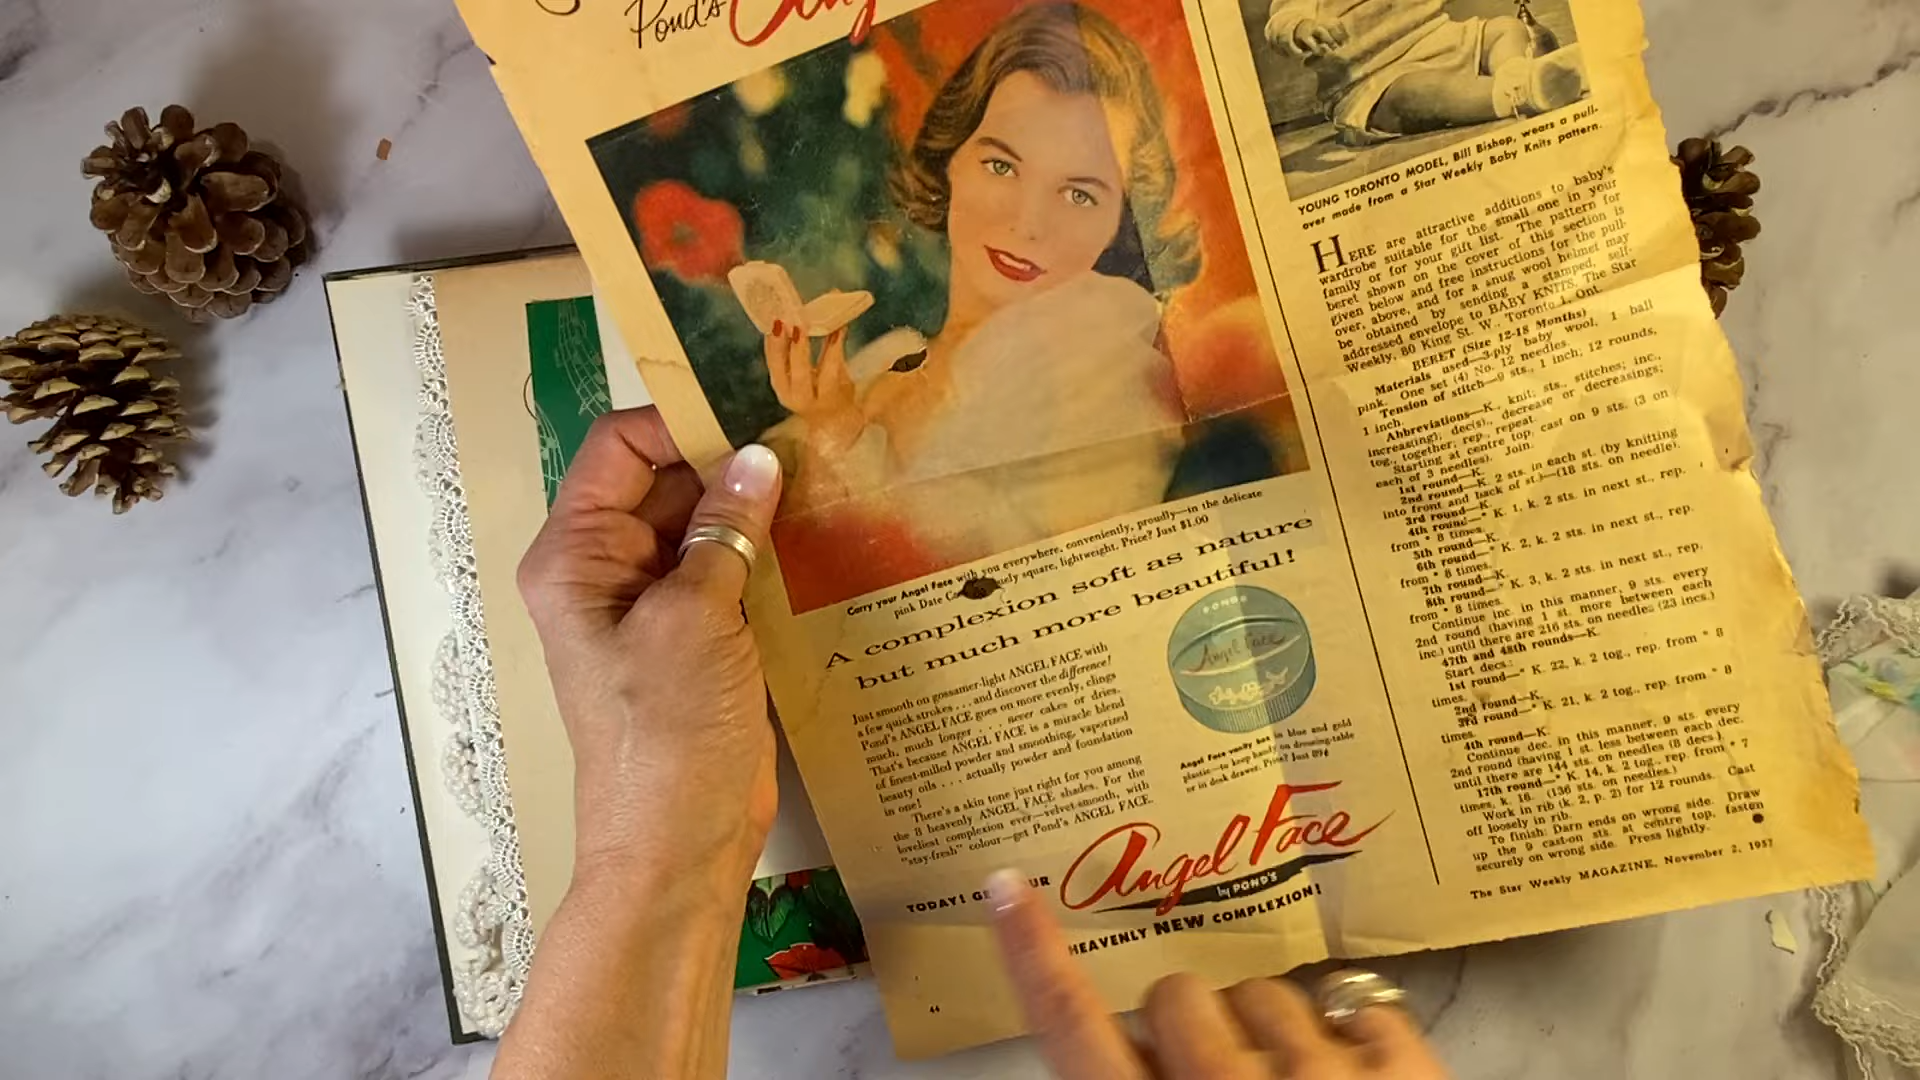 Pond's
Carry your Angel Face with you everywhere, conveniently, proudly—in the delicate
pink Date square, lightweight. Price? Just $1.00
A complexion soft as nature
but much more beautiful!
Just smooth on gossamer-light ANGEL FACE with
a few quick strokes . . . and discover the difference!
Pond's ANGEL FACE goes on more evenly, clings
much, much longer . . . never cakes or dries.
That's because ANGEL FACE is a miracle blend
of finest-milled powder and smoothing, vaporized
beauty oils . . . actually powder and foundation
in one!
There's a skin tone just right for you among
the 8 heavenly ANGEL FACE shades. For the
loveliest complexion ever—velvet-smooth, with
"stay-fresh" colour—get Pond's ANGEL FACE.
POND'S
Angel Face
Angel Face vanity box in blue and gold
plastic—to keep handy on dressing-table
or in desk drawer. Price? Just 89¢
TODAY!
Angel Face
by POND'S
HEAVENLY NEW COMPLEXION!
44
YOUNG TORONTO MODEL, Bill Bishop, wears a pull-
over made from a Star Weekly Baby Knits pattern.
HERE are attractive additions to baby's
wardrobe suitable for the small one in your
family or for your gift list. The pattern for
beret shown on the cover of this section is
given below and free instructions for the pull-
over, above, and for a snug wool helmet may
be obtained by sending a stamped, self-
addressed envelope to BABY KNITS, The Star
Weekly, 80 King St. W., Toronto 1, Ont.
BERET (Size 12-18 Months)
Materials used—3-ply baby wool, 1 ball
pink. One set (4) No. 12 needles.
Tension of stitch—9 sts., 1 inch; 12 rounds,
1 inch.
Abbreviations—K., knit; sts., stitches; inc.,
increasing); dec(s)., decrease or decreasings;
tog., together; rep., repeat.
Starting at centre top, cast on 9 sts. (3 on
each of 3 needles). Join.
1st round—K.
2nd round—K. 2 sts. in each st. (by knitting
into front and back of st.)—(18 sts. on needle).
3rd round—K.
4th round—* K. 1, k. 2 sts. in next st., rep.
from * 8 times.
5th round—K.
6th round—* K. 2, k. 2 sts. in next st., rep.
from * 8 times.
7th round—K.
8th round—* K. 3, k. 2 sts. in next st., rep.
from * 8 times.
Continue inc. in this manner, 9 sts. every
2nd round (having 1 st. more between each
inc.) until there are 216 sts. on needles (23 incs.)
47th and 48th rounds—K.
Start decs.:
1st round—* K. 22, k. 2 tog., rep. from * 8
times.
2nd round—K.
3rd round—* K. 21, k. 2 tog., rep. from * 8
times.
4th round—K.
Continue dec. in this manner, 9 sts. every
2nd round (having 1 st. less between each dec.
until there are 144 sts. on needles (8 decs.)
17th round—* K. 14, k. 2 tog., rep. from * 7
times, k. 16. (136 sts. on needles.)
Work in rib (k. 2, p. 2) for 12 rounds. Cast
off loosely in rib.
To finish: Darn ends on wrong side. Draw
up the 9 cast-on sts. at centre top, fasten
securely on wrong side. Press lightly.
The Star Weekly MAGAZINE, November 2, 1957